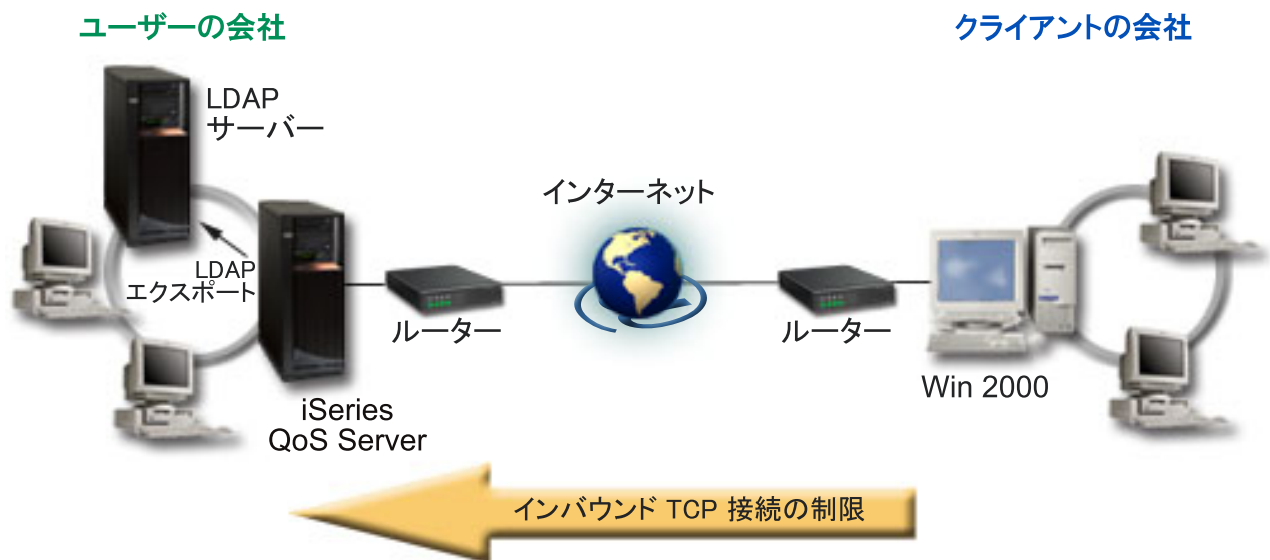 ユーザーの会社
クライアントの会社
LDAP
サーバー
インターネット
LDAP
エクスポート
ルーター
ルーター
Win 2000
iSeries
QoS Server
インバウンド TCP 接続の制限